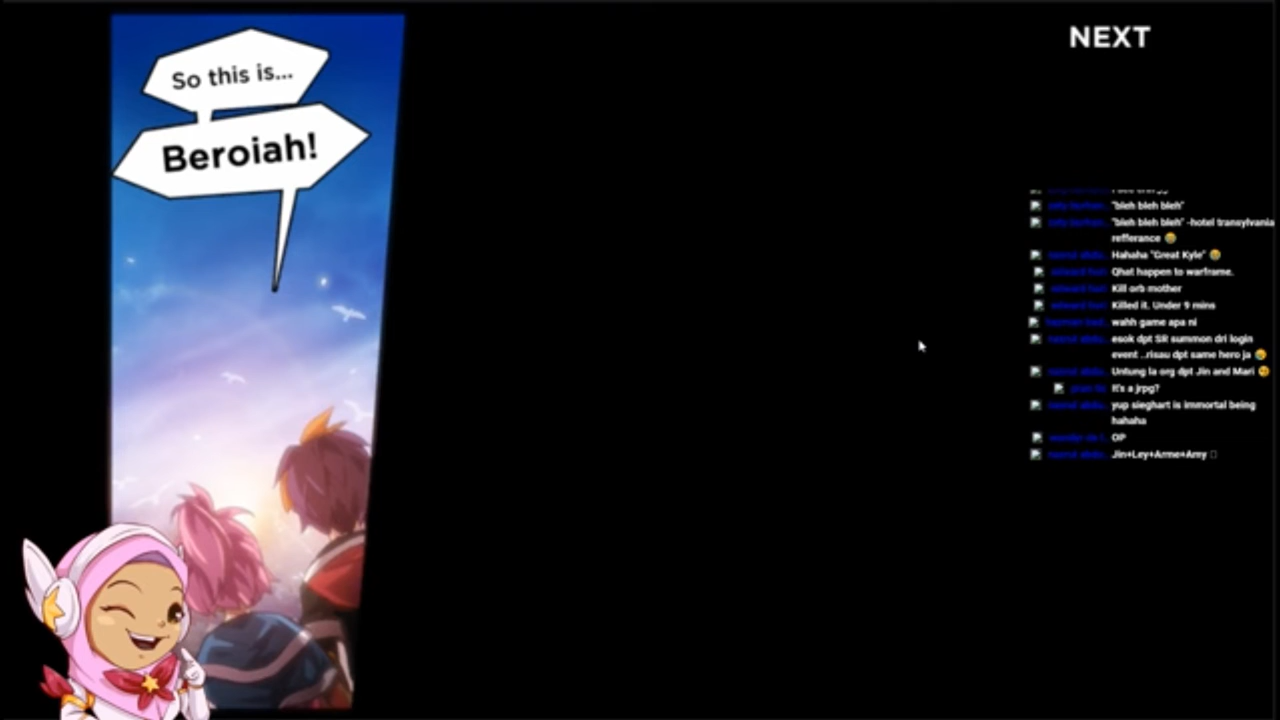 So this is...
Beroiah!
NEXT
"bleh bleh bleh"
"bleh bleh bleh" -hotel transylvania
refferance 😂
Hahaha "Great Kyle" 😂
Qhat happen to warframe.
Kill orb mother
Killed it. Under 9 mins
wahh game apa ni
esok dpt SR summon dri login
event ..risau dpt same hero ja 😂
Untung la org dpt Jin and Mari
It's a jrpg?
yup sieghart is immortal being
hahaha
OP
Jin+Ley+Arme+Amy